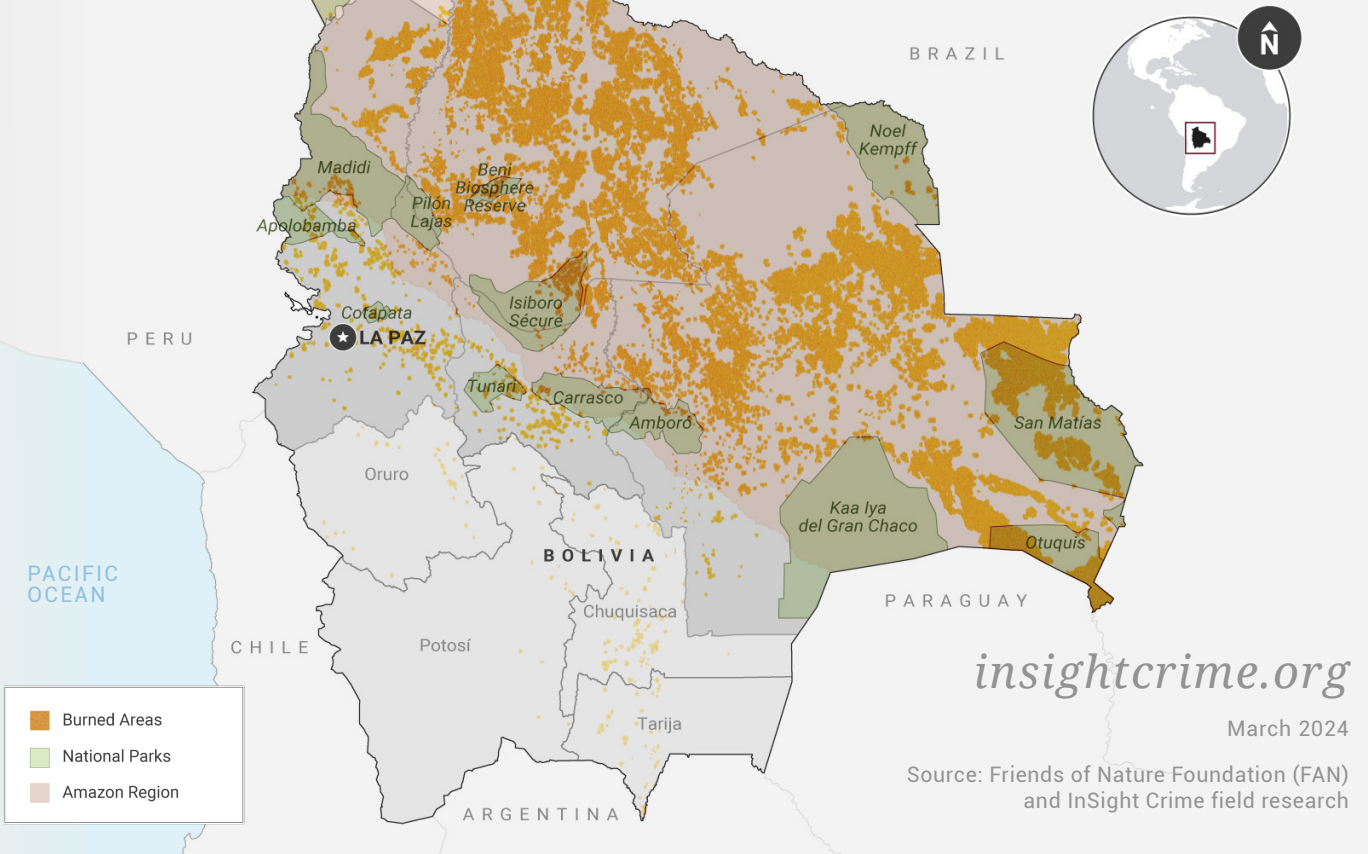 BRAZIL
N
Noel
Kempff
Madidi
Beni
Biosphere
Reserve
Pilón
Lajas
Apolobamba
Isiboro
Sécure
Cotapata
LA PAZ
PERU
Tunari
Carrasco
Amboró
San Matías
Oruro
Kaa Iya
del Gran Chaco
Otuquis
BOLIVIA
PACIFIC
OCEAN
PARAGUAY
Chuquisaca
CHILE
Potosí
insightcrime.org
Tarija
March 2024
Burned Areas
National Parks
Amazon Region
Source: Friends of Nature Foundation (FAN)
and InSight Crime field research
ARGENTINA